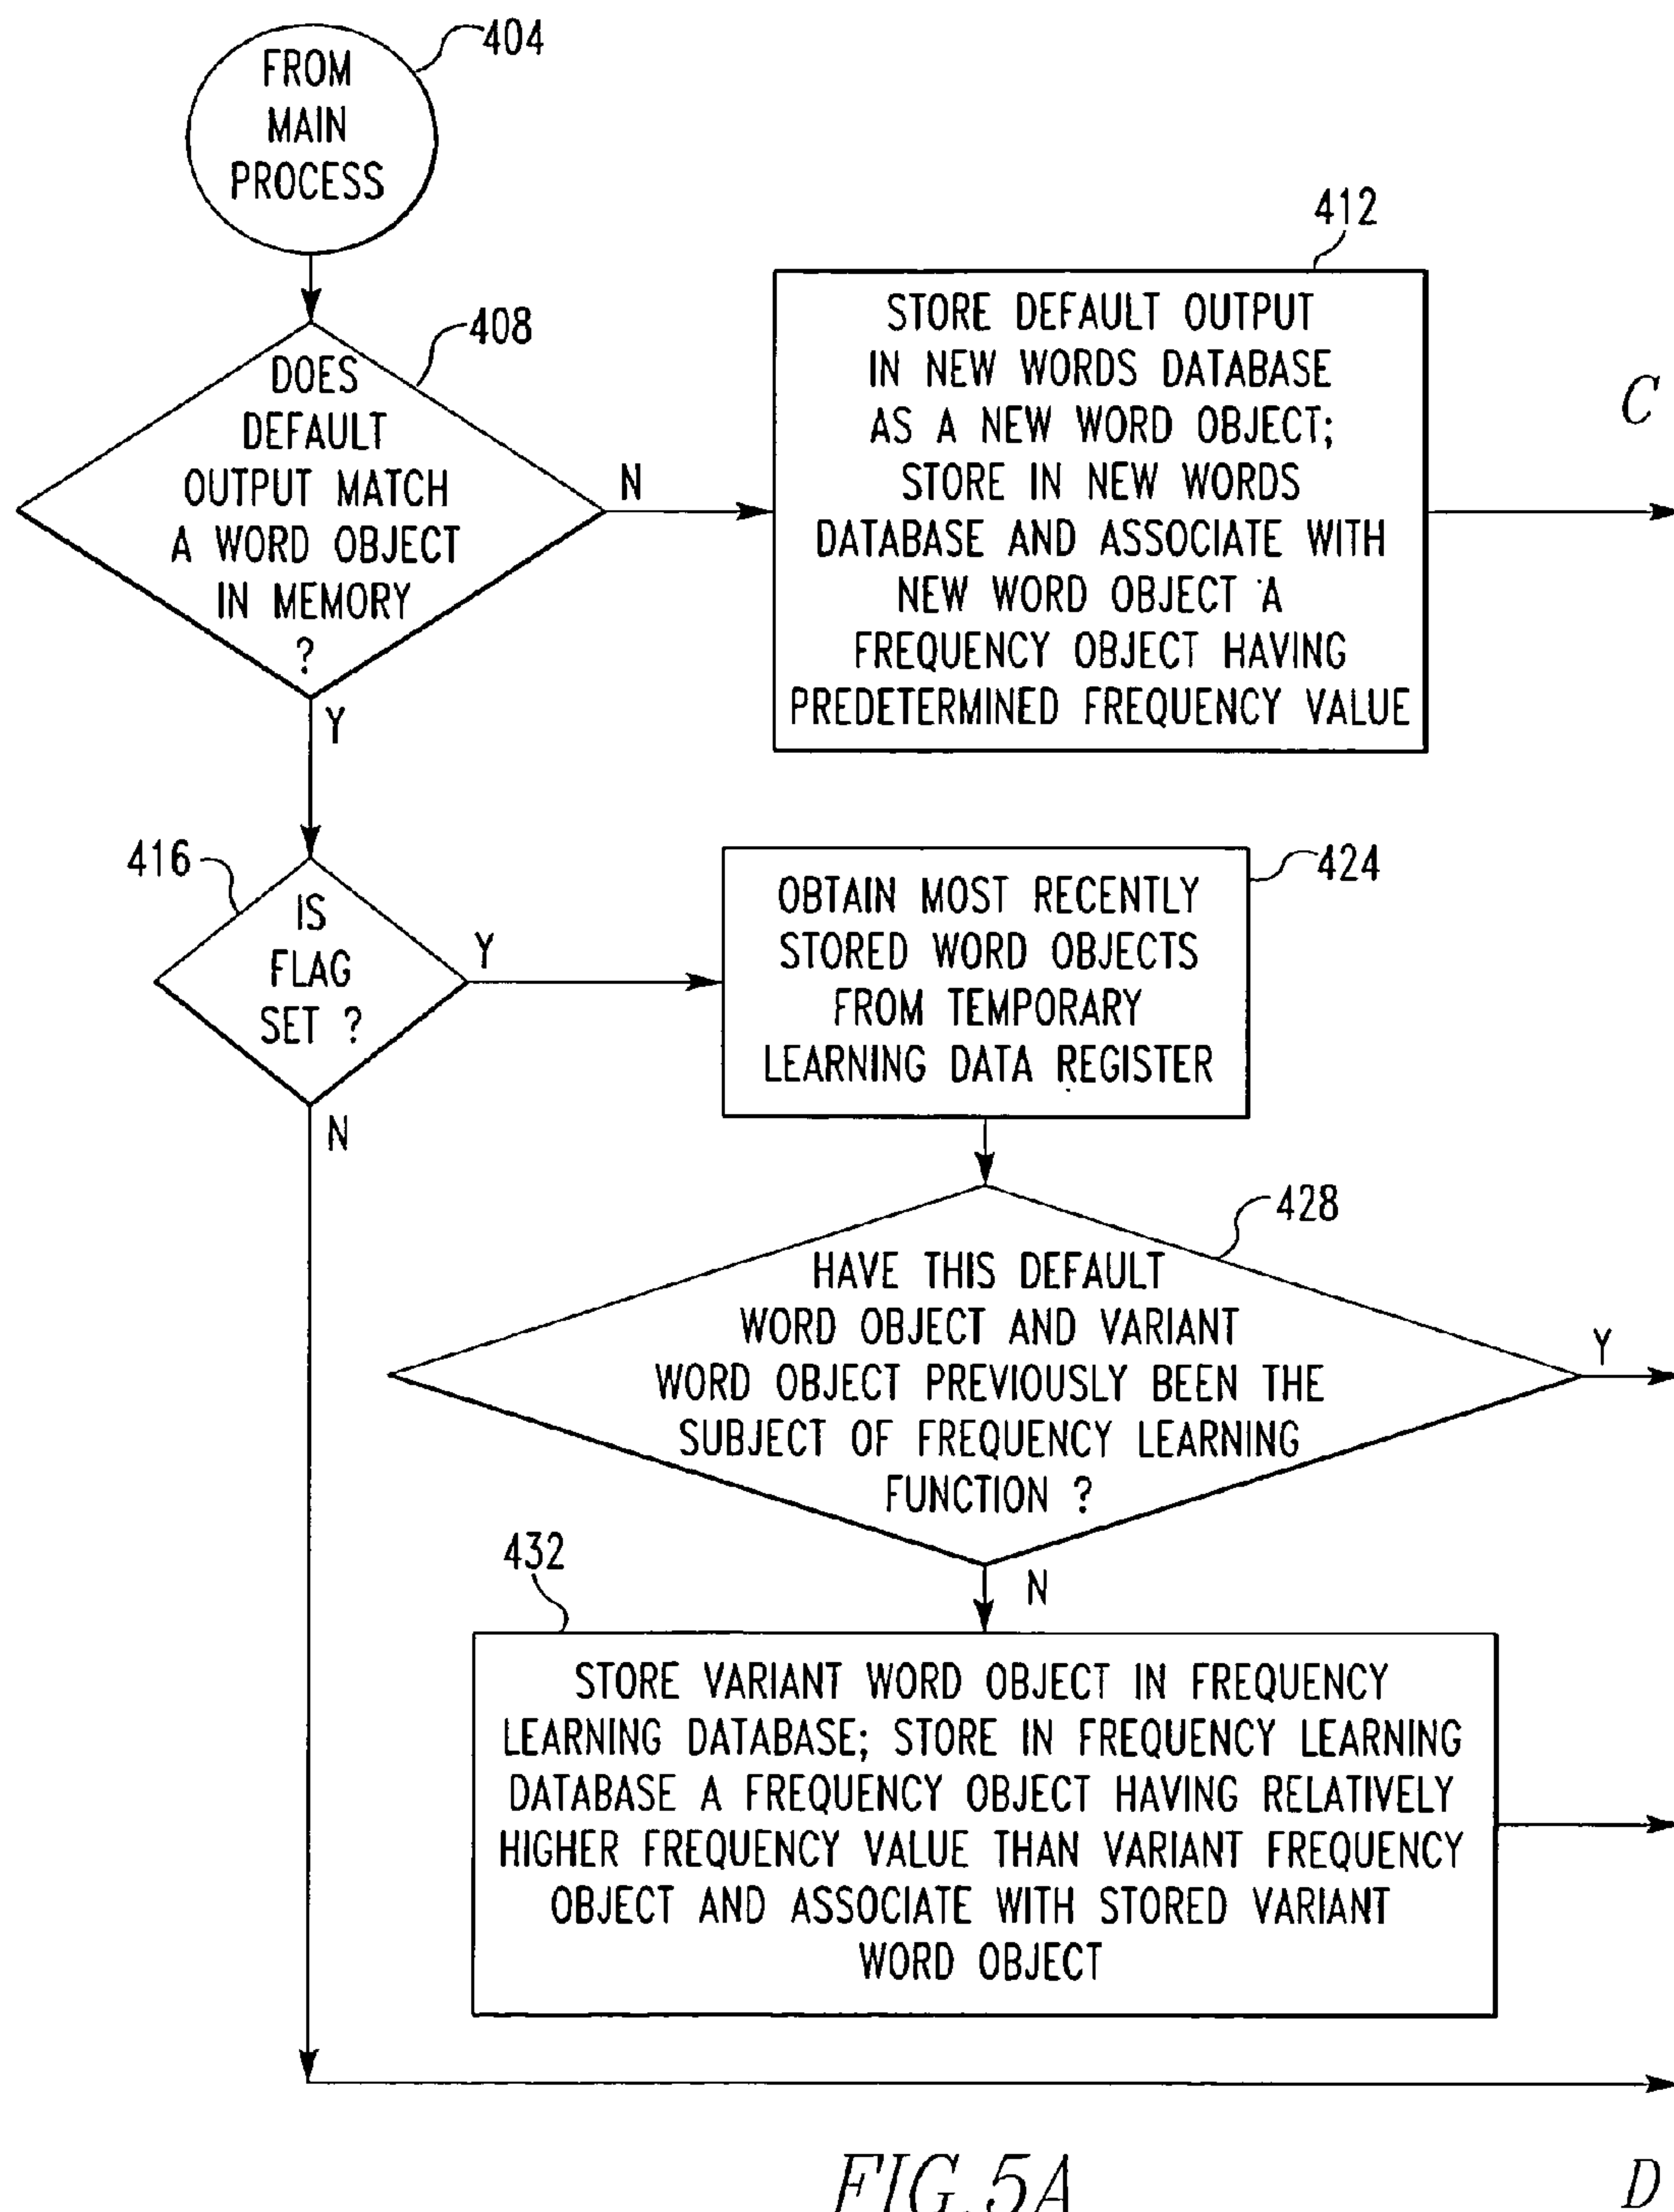 404
FROM
MAIN
PROCESS
408
DOES
DEFAULT
OUTPUT MATCH
A WORD OBJECT
IN MEMORY
?
N
Y
412
STORE DEFAULT OUTPUT
IN NEW WORDS DATABASE
AS A NEW WORD OBJECT;
STORE IN NEW WORDS
DATABASE AND ASSOCIATE WITH
NEW WORD OBJECT A
FREQUENCY OBJECT HAVING
PREDETERMINED FREQUENCY VALUE
C
416
IS
FLAG
SET ?
Y
N
424
OBTAIN MOST RECENTLY
STORED WORD OBJECTS
FROM TEMPORARY
LEARNING DATA REGISTER
428
HAVE THIS DEFAULT
WORD OBJECT AND VARIANT
WORD OBJECT PREVIOUSLY BEEN THE
SUBJECT OF FREQUENCY LEARNING
FUNCTION ?
Y
N
432
STORE VARIANT WORD OBJECT IN FREQUENCY
LEARNING DATABASE; STORE IN FREQUENCY LEARNING
DATABASE A FREQUENCY OBJECT HAVING RELATIVELY
HIGHER FREQUENCY VALUE THAN VARIANT FREQUENCY
OBJECT AND ASSOCIATE WITH STORED VARIANT
WORD OBJECT
FIG.5A
D